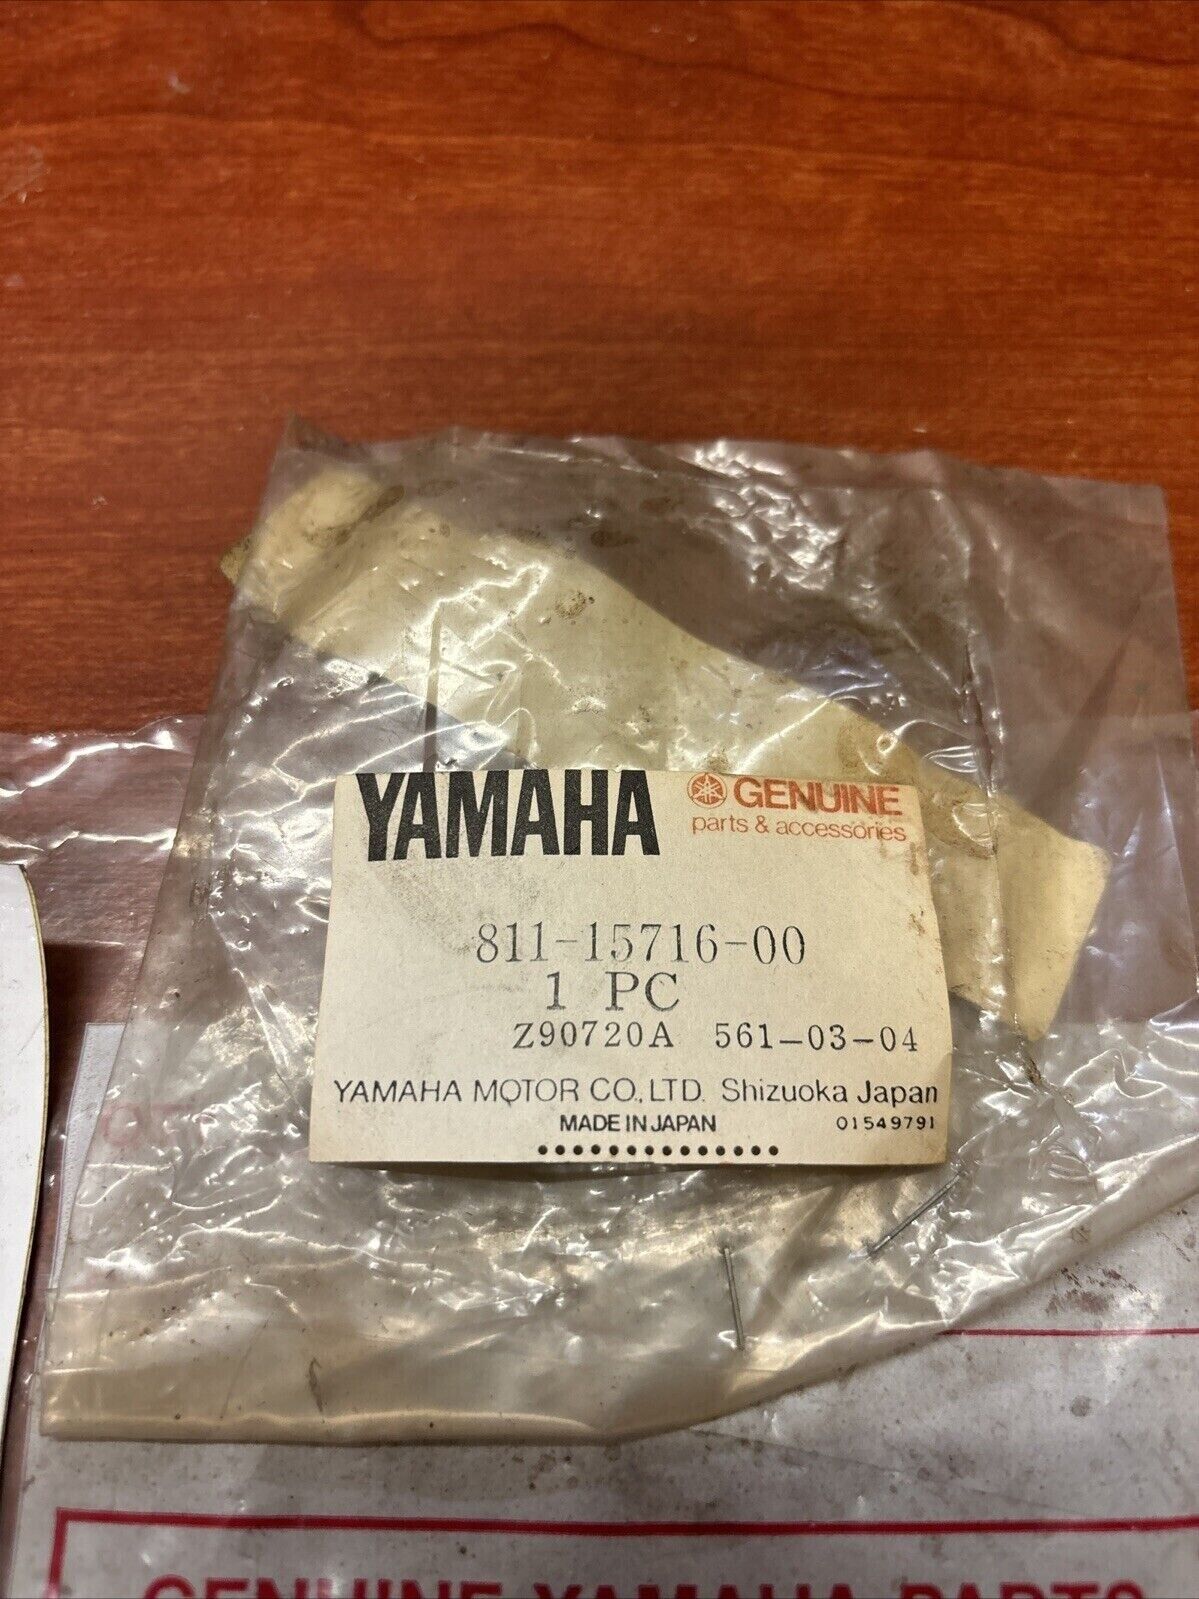 YAMAHA GENUINE
parts & accessories
811-15716-00
1 PC
Z90720A 561-03-04
YAMAHA MOTOR CO., LTD. Shizuoka Japan
MADE IN JAPAN 01549791
GENUINE YAMAHA PARTS